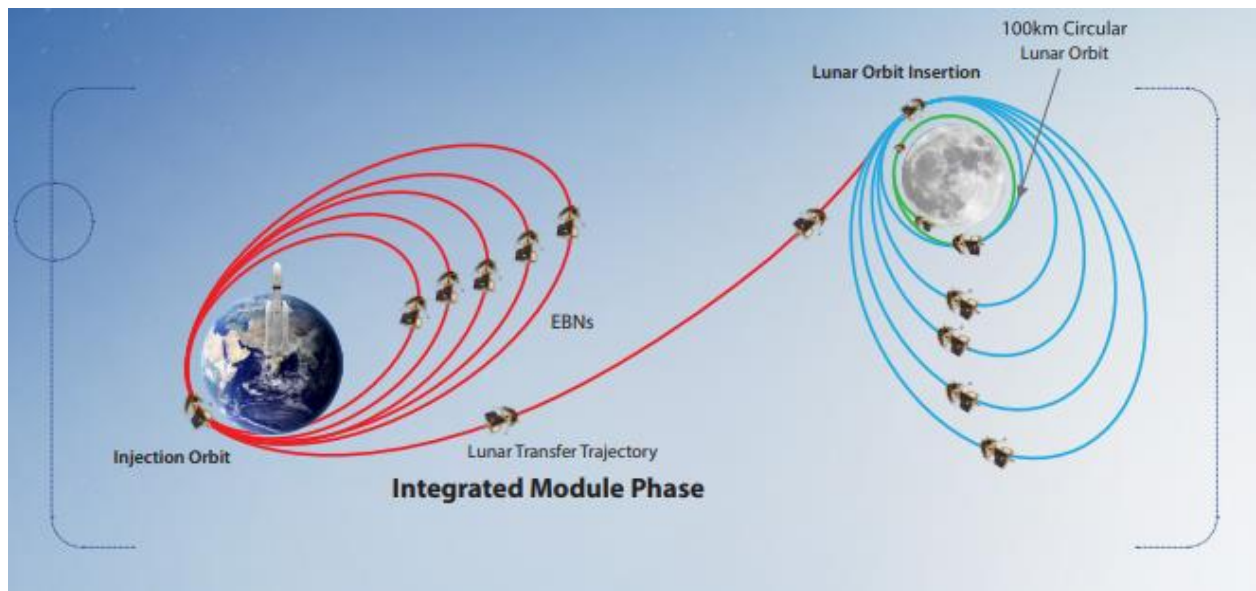 100km Circular
Lunar Orbit
Lunar Orbit Insertion
EBNs
Injection Orbit
Lunar Transfer Trajectory
Integrated Module Phase